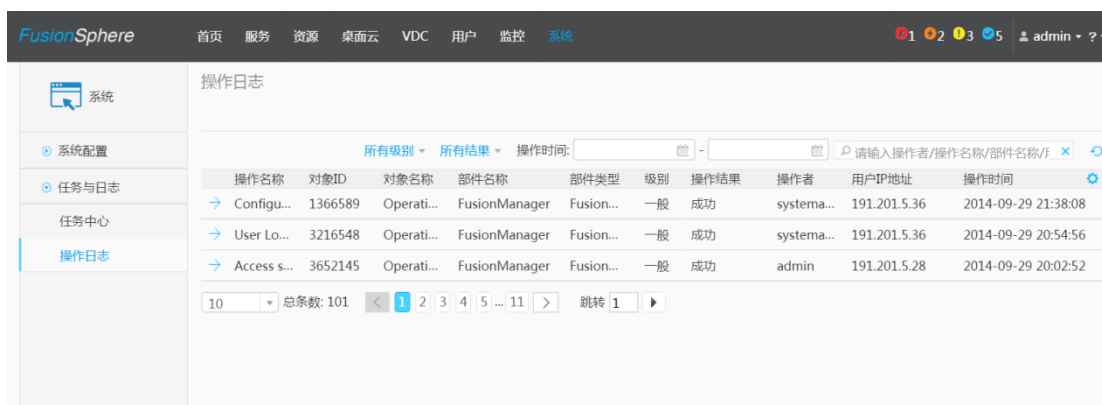 FusionSphere 首页 服务 资源 桌面云 VDC 用户 监控 系统 1 2 3 5 admin ?
系统
操作日志
系统配置
任务与日志
任务中心
操作日志
所有级别 所有结果 操作时间: - 请输入操作者/操作名称/部件名称/
操作名称 对象ID 对象名称 部件名称 部件类型 级别 操作结果 操作者 用户IP地址 操作时间
Configu... 1366589 Operati... FusionManager Fusion... 一般 成功 systema... 191.201.5.36 2014-09-29 21:38:08
User Lo... 3216548 Operati... FusionManager Fusion... 一般 成功 systema... 191.201.5.36 2014-09-29 20:54:56
Access s... 3652145 Operati... FusionManager Fusion... 一般 成功 admin 191.201.5.28 2014-09-29 20:02:52
10 总条数: 101 < 1 2 3 4 5 ... 11 > 跳转 1